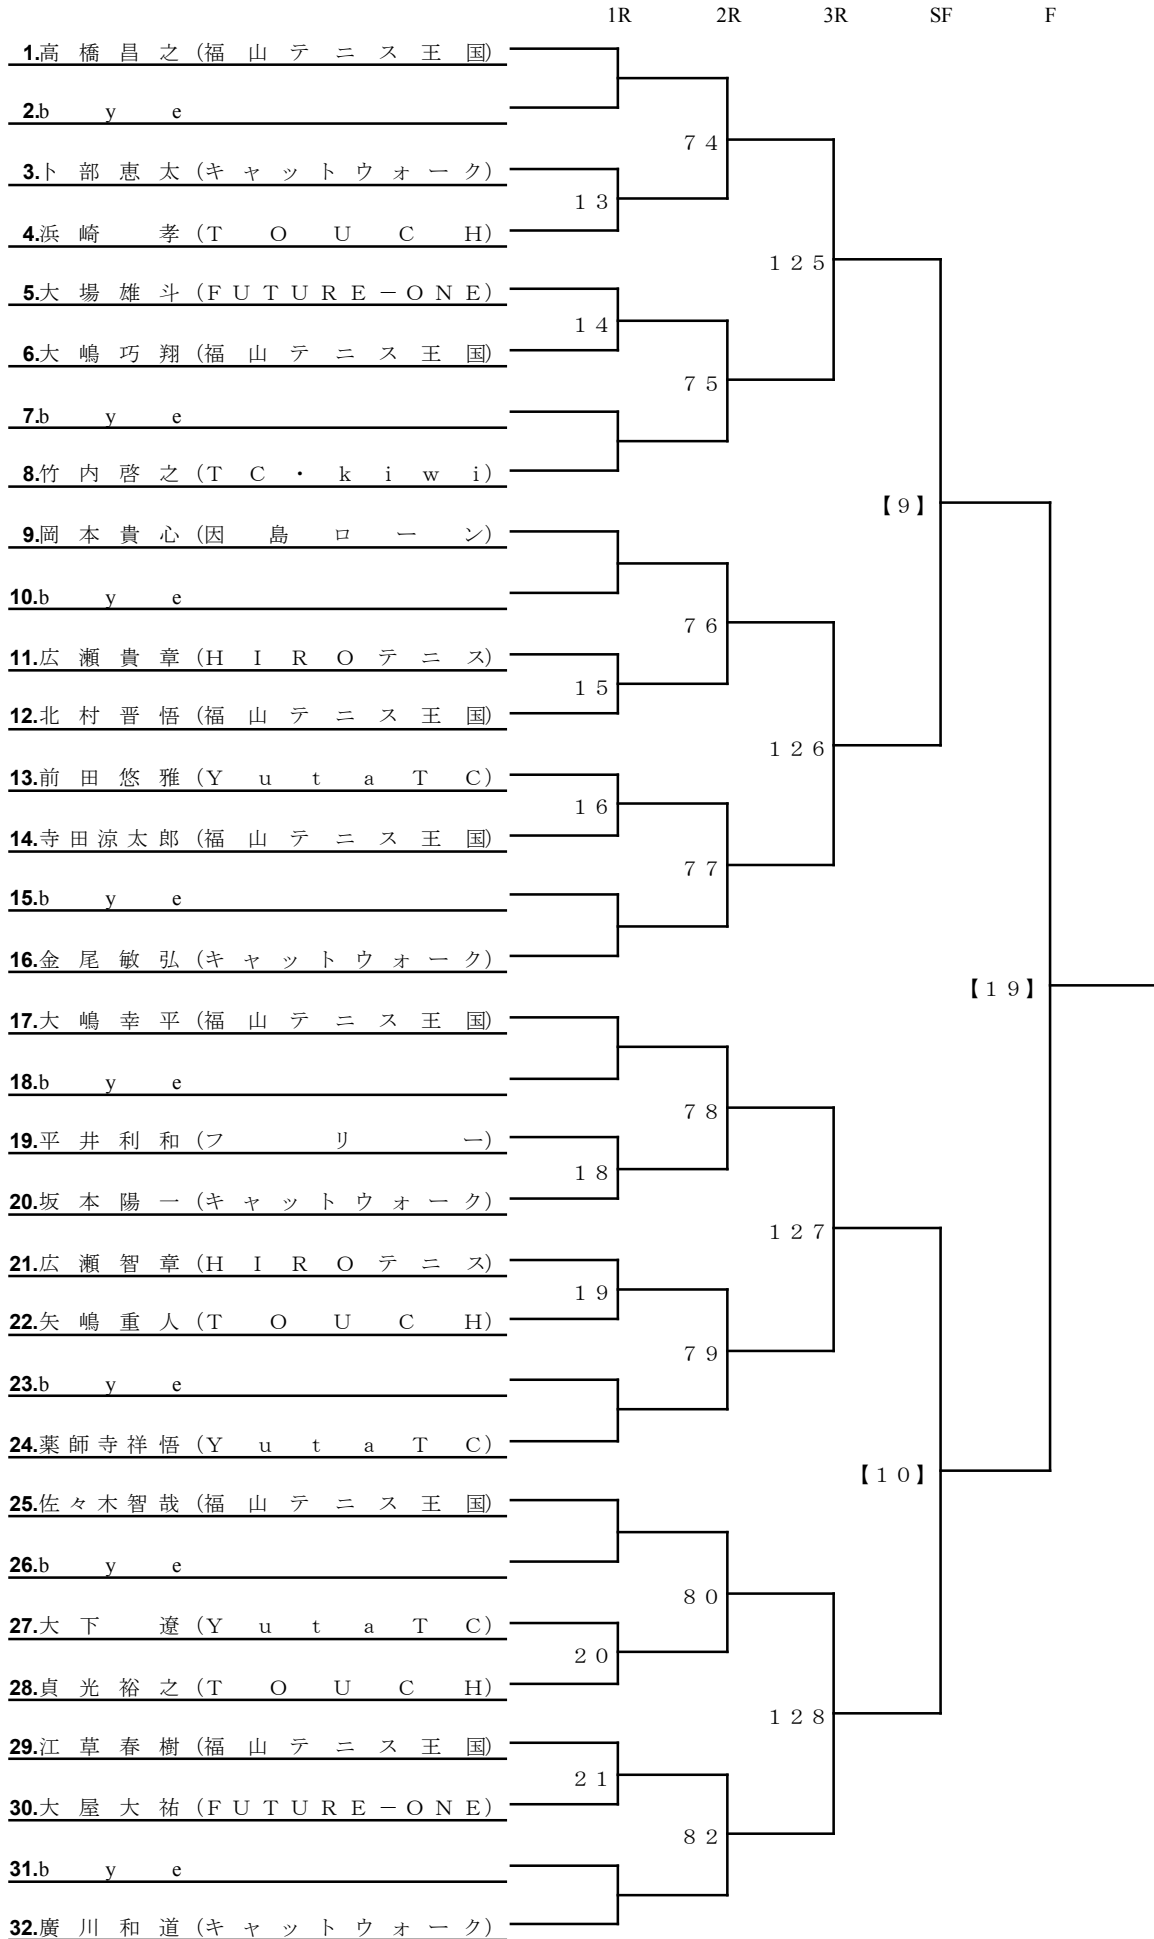 1R 2R 3R SF F
1.高橋昌之(福山テニス王国)
2.bye
74
3.卜部恵太(キャットウォーク)
13
4.浜崎 孝(TOUCH)
125
5.大場雄斗(FUTURE－ONE)
14
6.大嶋巧翔(福山テニス王国)
75
7.bye
8.竹内啓之(TC・kiwi)
【9】
9.岡本貴心(因島ローン)
10.bye
76
11.広瀬貴章(HIROテニス)
15
12.北村晋悟(福山テニス王国)
126
13.前田悠雅(YutaTC)
16
14.寺田涼太郎(福山テニス王国)
77
15.bye
16.金尾敏弘(キャットウォーク)
【19】
17.大嶋幸平(福山テニス王国)
18.bye
78
19.平井利和(フリー)
18
20.坂本陽一(キャットウォーク)
127
21.広瀬智章(HIROテニス)
19
22.矢嶋重人(TOUCH)
79
23.bye
24.薬師寺祥悟(YutaTC)
【10】
25.佐々木智哉(福山テニス王国)
26.bye
80
27.大下 遼(YutaTC)
20
28.貞光裕之(TOUCH)
128
29.江草春樹(福山テニス王国)
21
30.大屋大祐(FUTURE－ONE)
82
31.bye
32.廣川和道(キャットウォーク)